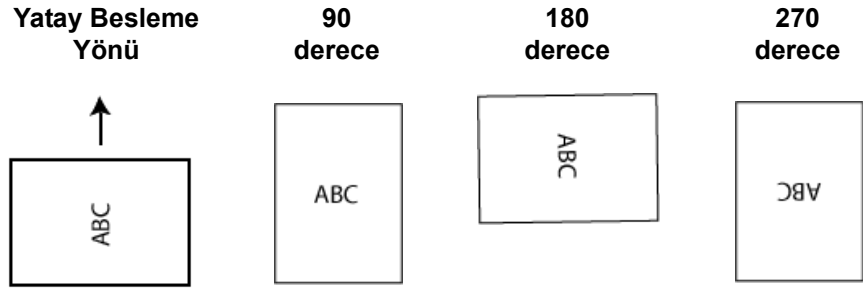 Yatay Besleme
Yönü
90
derece
180
derece
270
derece
ABC
ABC
ABC
ABC